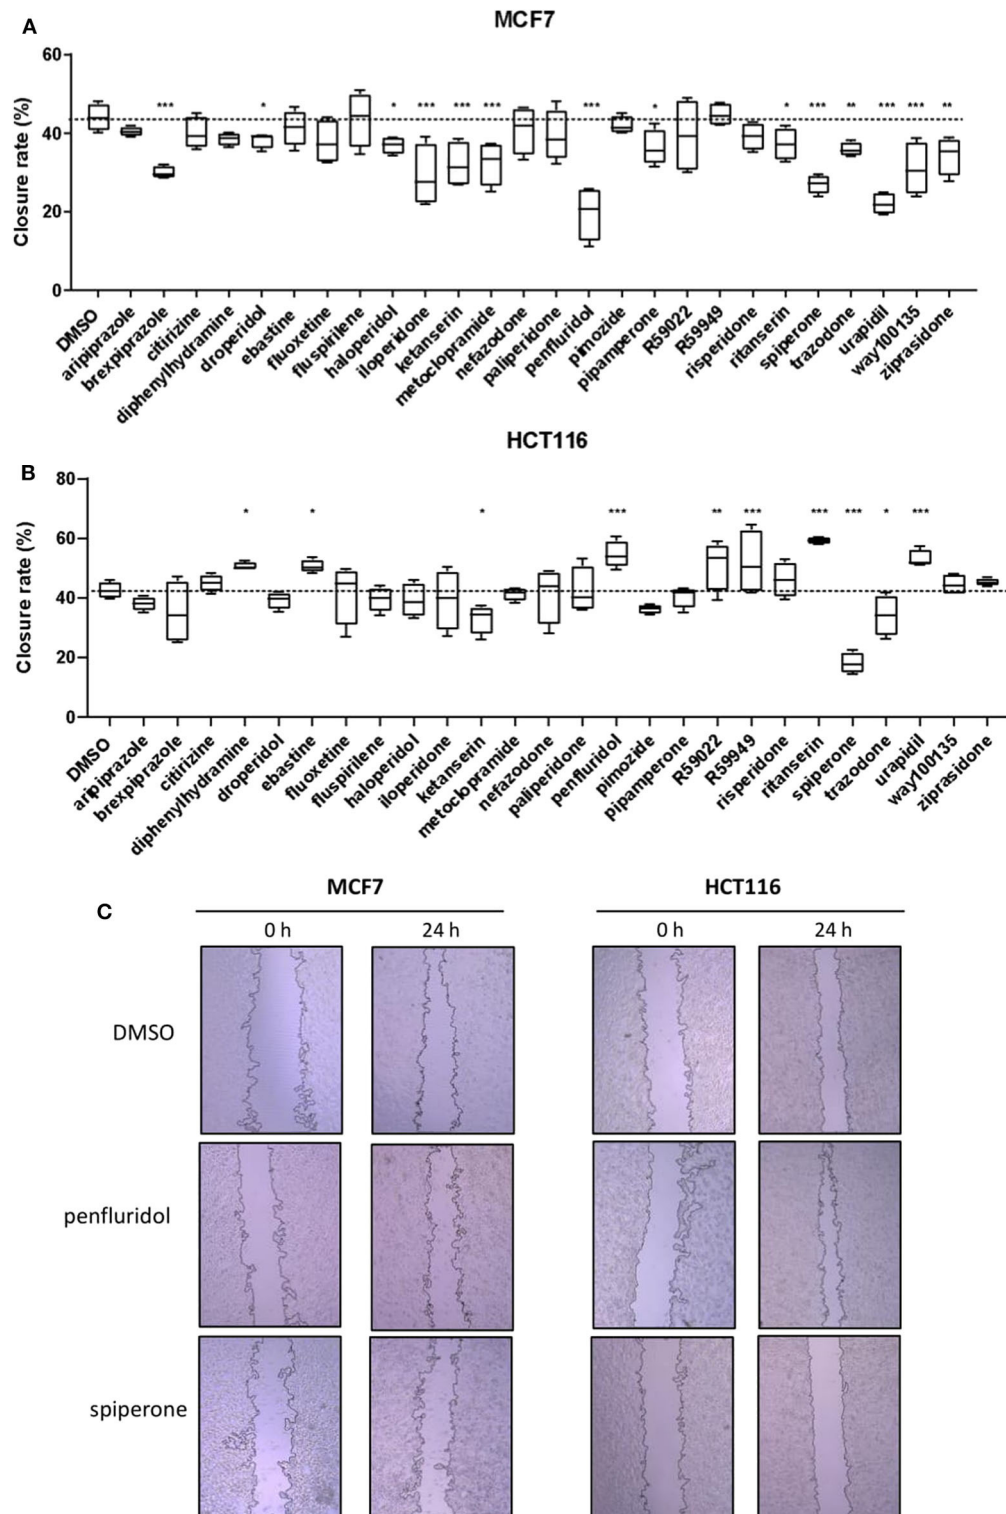 A
MCF7
Closure rate (%)
60
40
20
0
*** * * *** *** *** *** * * *** ** *** *** **
DMSO
aripiprazole
brexpiprazole
citirizine
diphenylhydramine
droperidol
ebastine
fluoxetine
fluspirilene
haloperidol
iloperidone
ketanserin
metoclopramide
nefazodone
paliperidone
penfluridol
pimozide
pipamperone
R59022
R59949
risperidone
ritanserin
spiperone
trazodone
urapidil
way100135
ziprasidone
HCT116
B
Closure rate (%)
80
60
40
20
0
* * * *** ** *** *** *** * ***
DMSO
aripiprazole
brexpiprazole
citirizine
diphenylhydramine
droperidol
ebastine
fluoxetine
fluspirilene
haloperidol
iloperidone
ketanserin
metoclopramide
nefazodone
paliperidone
penfluridol
pimozide
pipamperone
R59022
R59949
risperidone
ritanserin
spiperone
trazodone
urapidil
way100135
ziprasidone
C
MCF7 HCT116
0 h 24 h 0 h 24 h
DMSO
penfluridol
spiperone